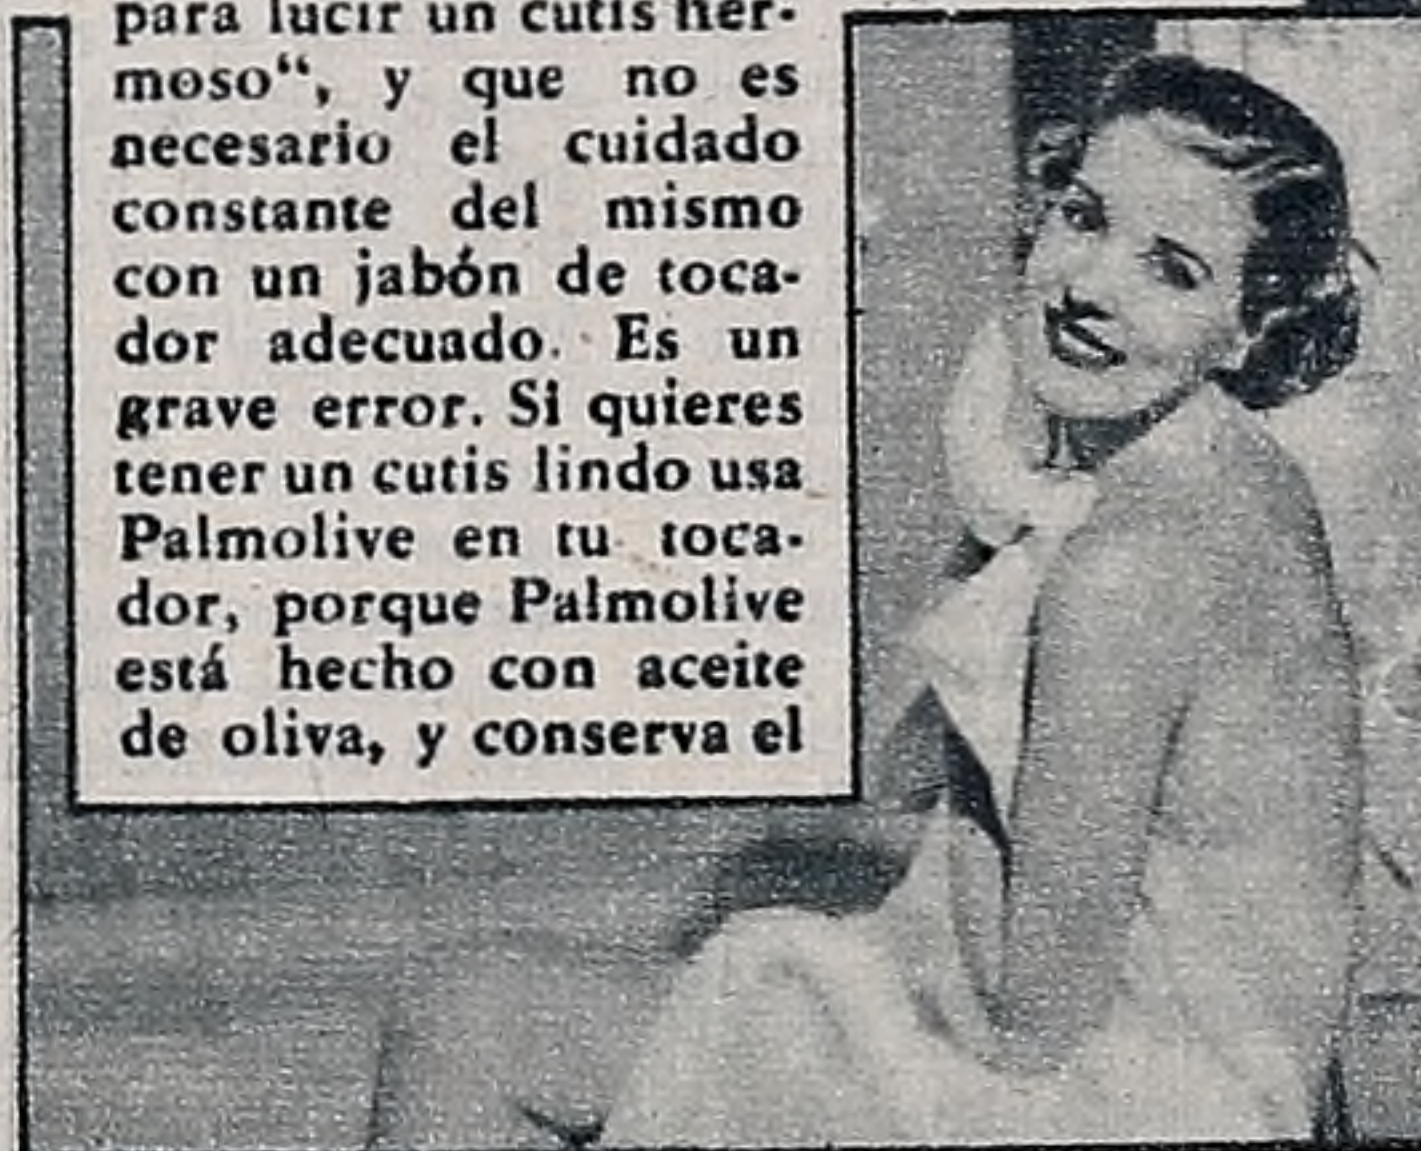 para lucir un cutis her-
moso“, y que no es
necesario el cuidado
constante del mismo
con un jabón de toca-
dor adecuado. Es un
grave error. Si quieres
tener un cutis lindo usa
Palmolive en tu toca-
dor, porque Palmolive
está hecho con aceite
de oliva, y conserva el